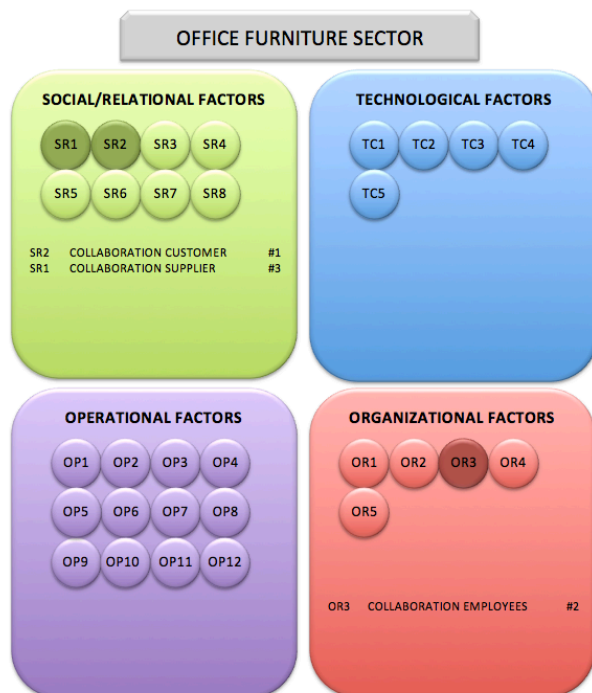 OFFICE FURNITURE SECTOR
SOCIAL/RELATIONAL FACTORS
SR1 SR2 SR3 SR4
SR5 SR6 SR7 SR8
SR2 COLLABORATION CUSTOMER #1
SR1 COLLABORATION SUPPLIER #3
TECHNOLOGICAL FACTORS
TC1 TC2 TC3 TC4
TC5
OPERATIONAL FACTORS
OP1 OP2 OP3 OP4
OP5 OP6 OP7 OP8
OP9 OP10 OP11 OP12
ORGANIZATIONAL FACTORS
OR1 OR2 OR3 OR4
OR5
OR3 COLLABORATION EMPLOYEES #2